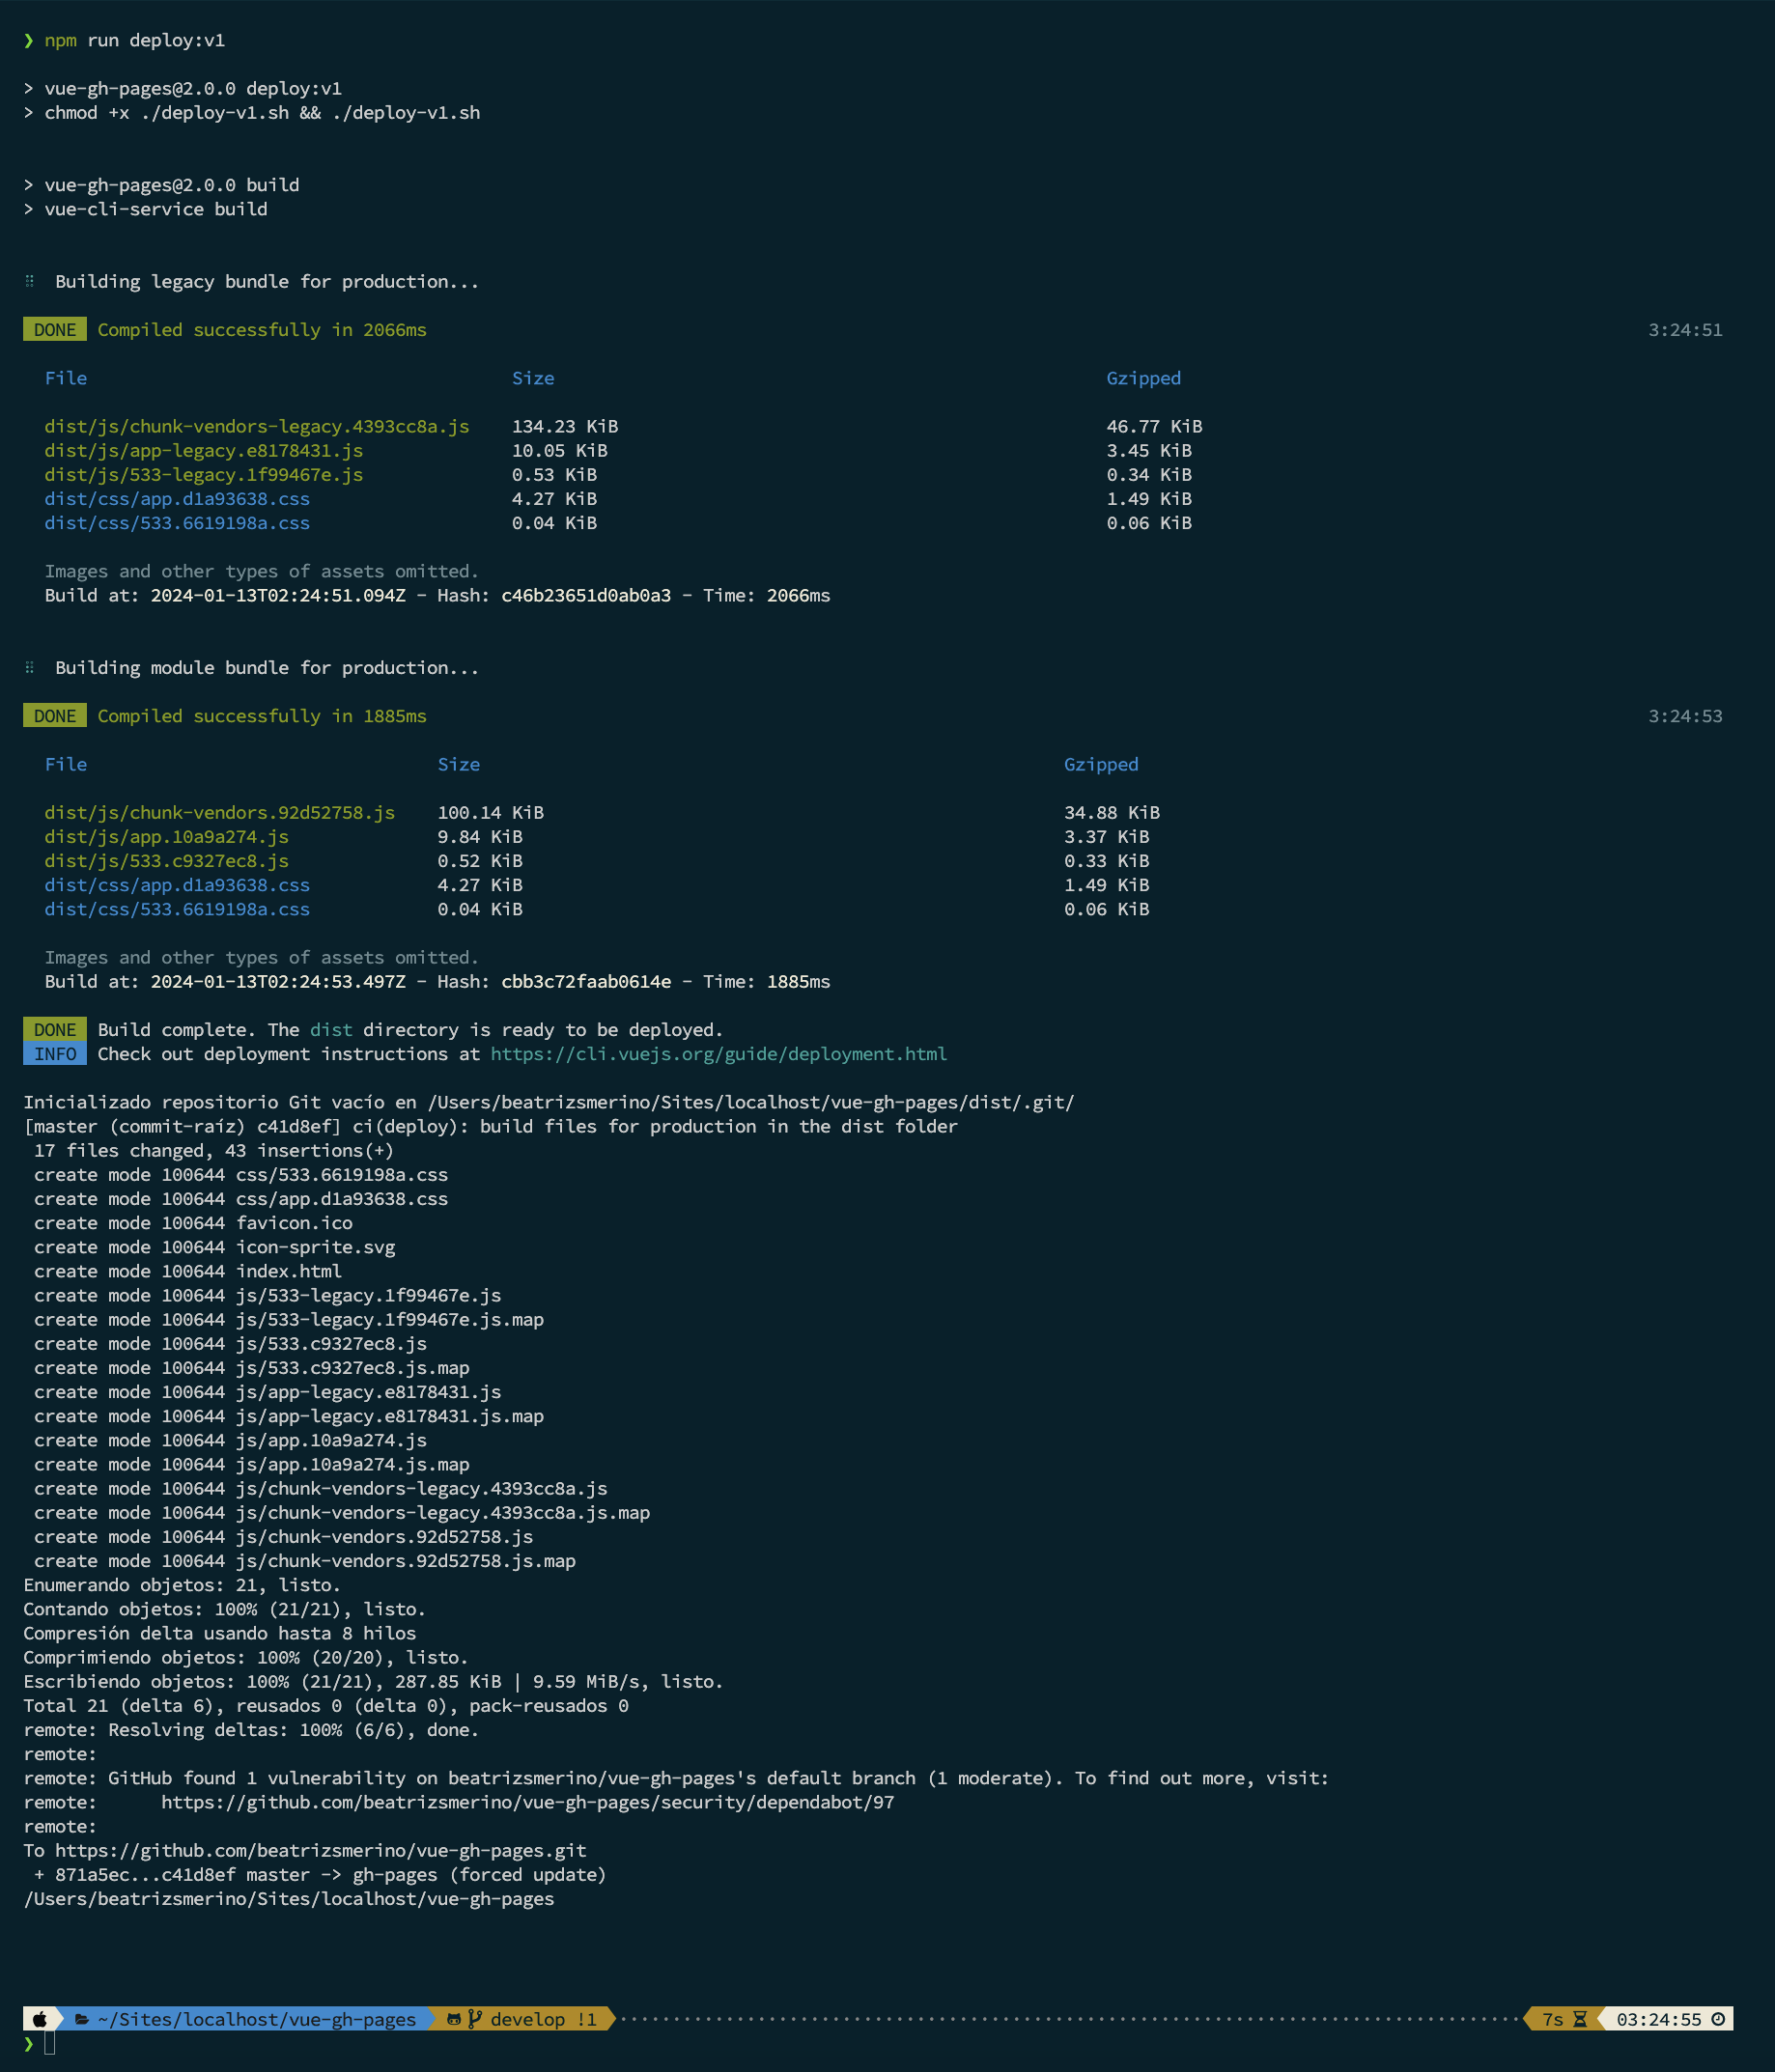 ❯ npm run deploy:v1
> vue-gh-pages@2.0.0 deploy:v1
> chmod +x ./deploy-v1.sh && ./deploy-v1.sh
> vue-gh-pages@2.0.0 build
> vue-cli-service build
⠿  Building legacy bundle for production...
DONE Compiled successfully in 2066ms 3:24:51
File Size Gzipped
dist/js/chunk-vendors-legacy.4393cc8a.js 134.23 KiB 46.77 KiB
dist/js/app-legacy.e8178431.js 10.05 KiB 3.45 KiB
dist/js/533-legacy.1f99467e.js 0.53 KiB 0.34 KiB
dist/css/app.d1a93638.css 4.27 KiB 1.49 KiB
dist/css/533.6619198a.css 0.04 KiB 0.06 KiB
Images and other types of assets omitted.
Build at: 2024-01-13T02:24:51.094Z - Hash: c46b23651d0ab0a3 - Time: 2066ms
⠿  Building module bundle for production...
DONE Compiled successfully in 1885ms 3:24:53
File Size Gzipped
dist/js/chunk-vendors.92d52758.js 100.14 KiB 34.88 KiB
dist/js/app.10a9a274.js 9.84 KiB 3.37 KiB
dist/js/533.c9327ec8.js 0.52 KiB 0.33 KiB
dist/css/app.d1a93638.css 4.27 KiB 1.49 KiB
dist/css/533.6619198a.css 0.04 KiB 0.06 KiB
Images and other types of assets omitted.
Build at: 2024-01-13T02:24:53.497Z - Hash: cbb3c72faab0614e - Time: 1885ms
DONE Build complete. The dist directory is ready to be deployed.
INFO Check out deployment instructions at https://cli.vuejs.org/guide/deployment.html
Inicializado repositorio Git vacío en /Users/beatrizsmerino/Sites/localhost/vue-gh-pages/dist/.git/
[master (commit-raíz) c41d8ef] ci(deploy): build files for production in the dist folder
17 files changed, 43 insertions(+)
create mode 100644 css/533.6619198a.css
create mode 100644 css/app.d1a93638.css
create mode 100644 favicon.ico
create mode 100644 icon-sprite.svg
create mode 100644 index.html
create mode 100644 js/533-legacy.1f99467e.js
create mode 100644 js/533-legacy.1f99467e.js.map
create mode 100644 js/533.c9327ec8.js
create mode 100644 js/533.c9327ec8.js.map
create mode 100644 js/app-legacy.e8178431.js
create mode 100644 js/app-legacy.e8178431.js.map
create mode 100644 js/app.10a9a274.js
create mode 100644 js/app.10a9a274.js.map
create mode 100644 js/chunk-vendors-legacy.4393cc8a.js
create mode 100644 js/chunk-vendors-legacy.4393cc8a.js.map
create mode 100644 js/chunk-vendors.92d52758.js
create mode 100644 js/chunk-vendors.92d52758.js.map
Enumerando objetos: 21, listo.
Contando objetos: 100% (21/21), listo.
Compresión delta usando hasta 8 hilos
Comprimiendo objetos: 100% (20/20), listo.
Escribiendo objetos: 100% (21/21), 287.85 KiB | 9.59 MiB/s, listo.
Total 21 (delta 6), reusados 0 (delta 0), pack-reusados 0
remote: Resolving deltas: 100% (6/6), done.
remote:
remote: GitHub found 1 vulnerability on beatrizsmerino/vue-gh-pages's default branch (1 moderate). To find out more, visit:
remote:      https://github.com/beatrizsmerino/vue-gh-pages/security/dependabot/97
remote:
To https://github.com/beatrizsmerino/vue-gh-pages.git
+ 871a5ec...c41d8ef master -> gh-pages (forced update)
/Users/beatrizsmerino/Sites/localhost/vue-gh-pages
~/Sites/localhost/vue-gh-pages develop !1 7s 03:24:55
❯